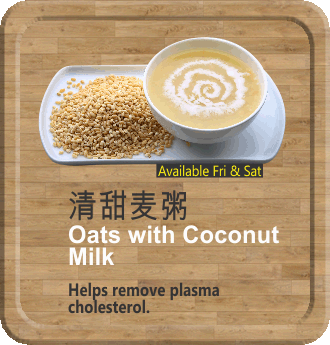 Available Fri & Sat
清甜麦粥
Oats with Coconut
Milk
Helps remove plasma
cholesterol.